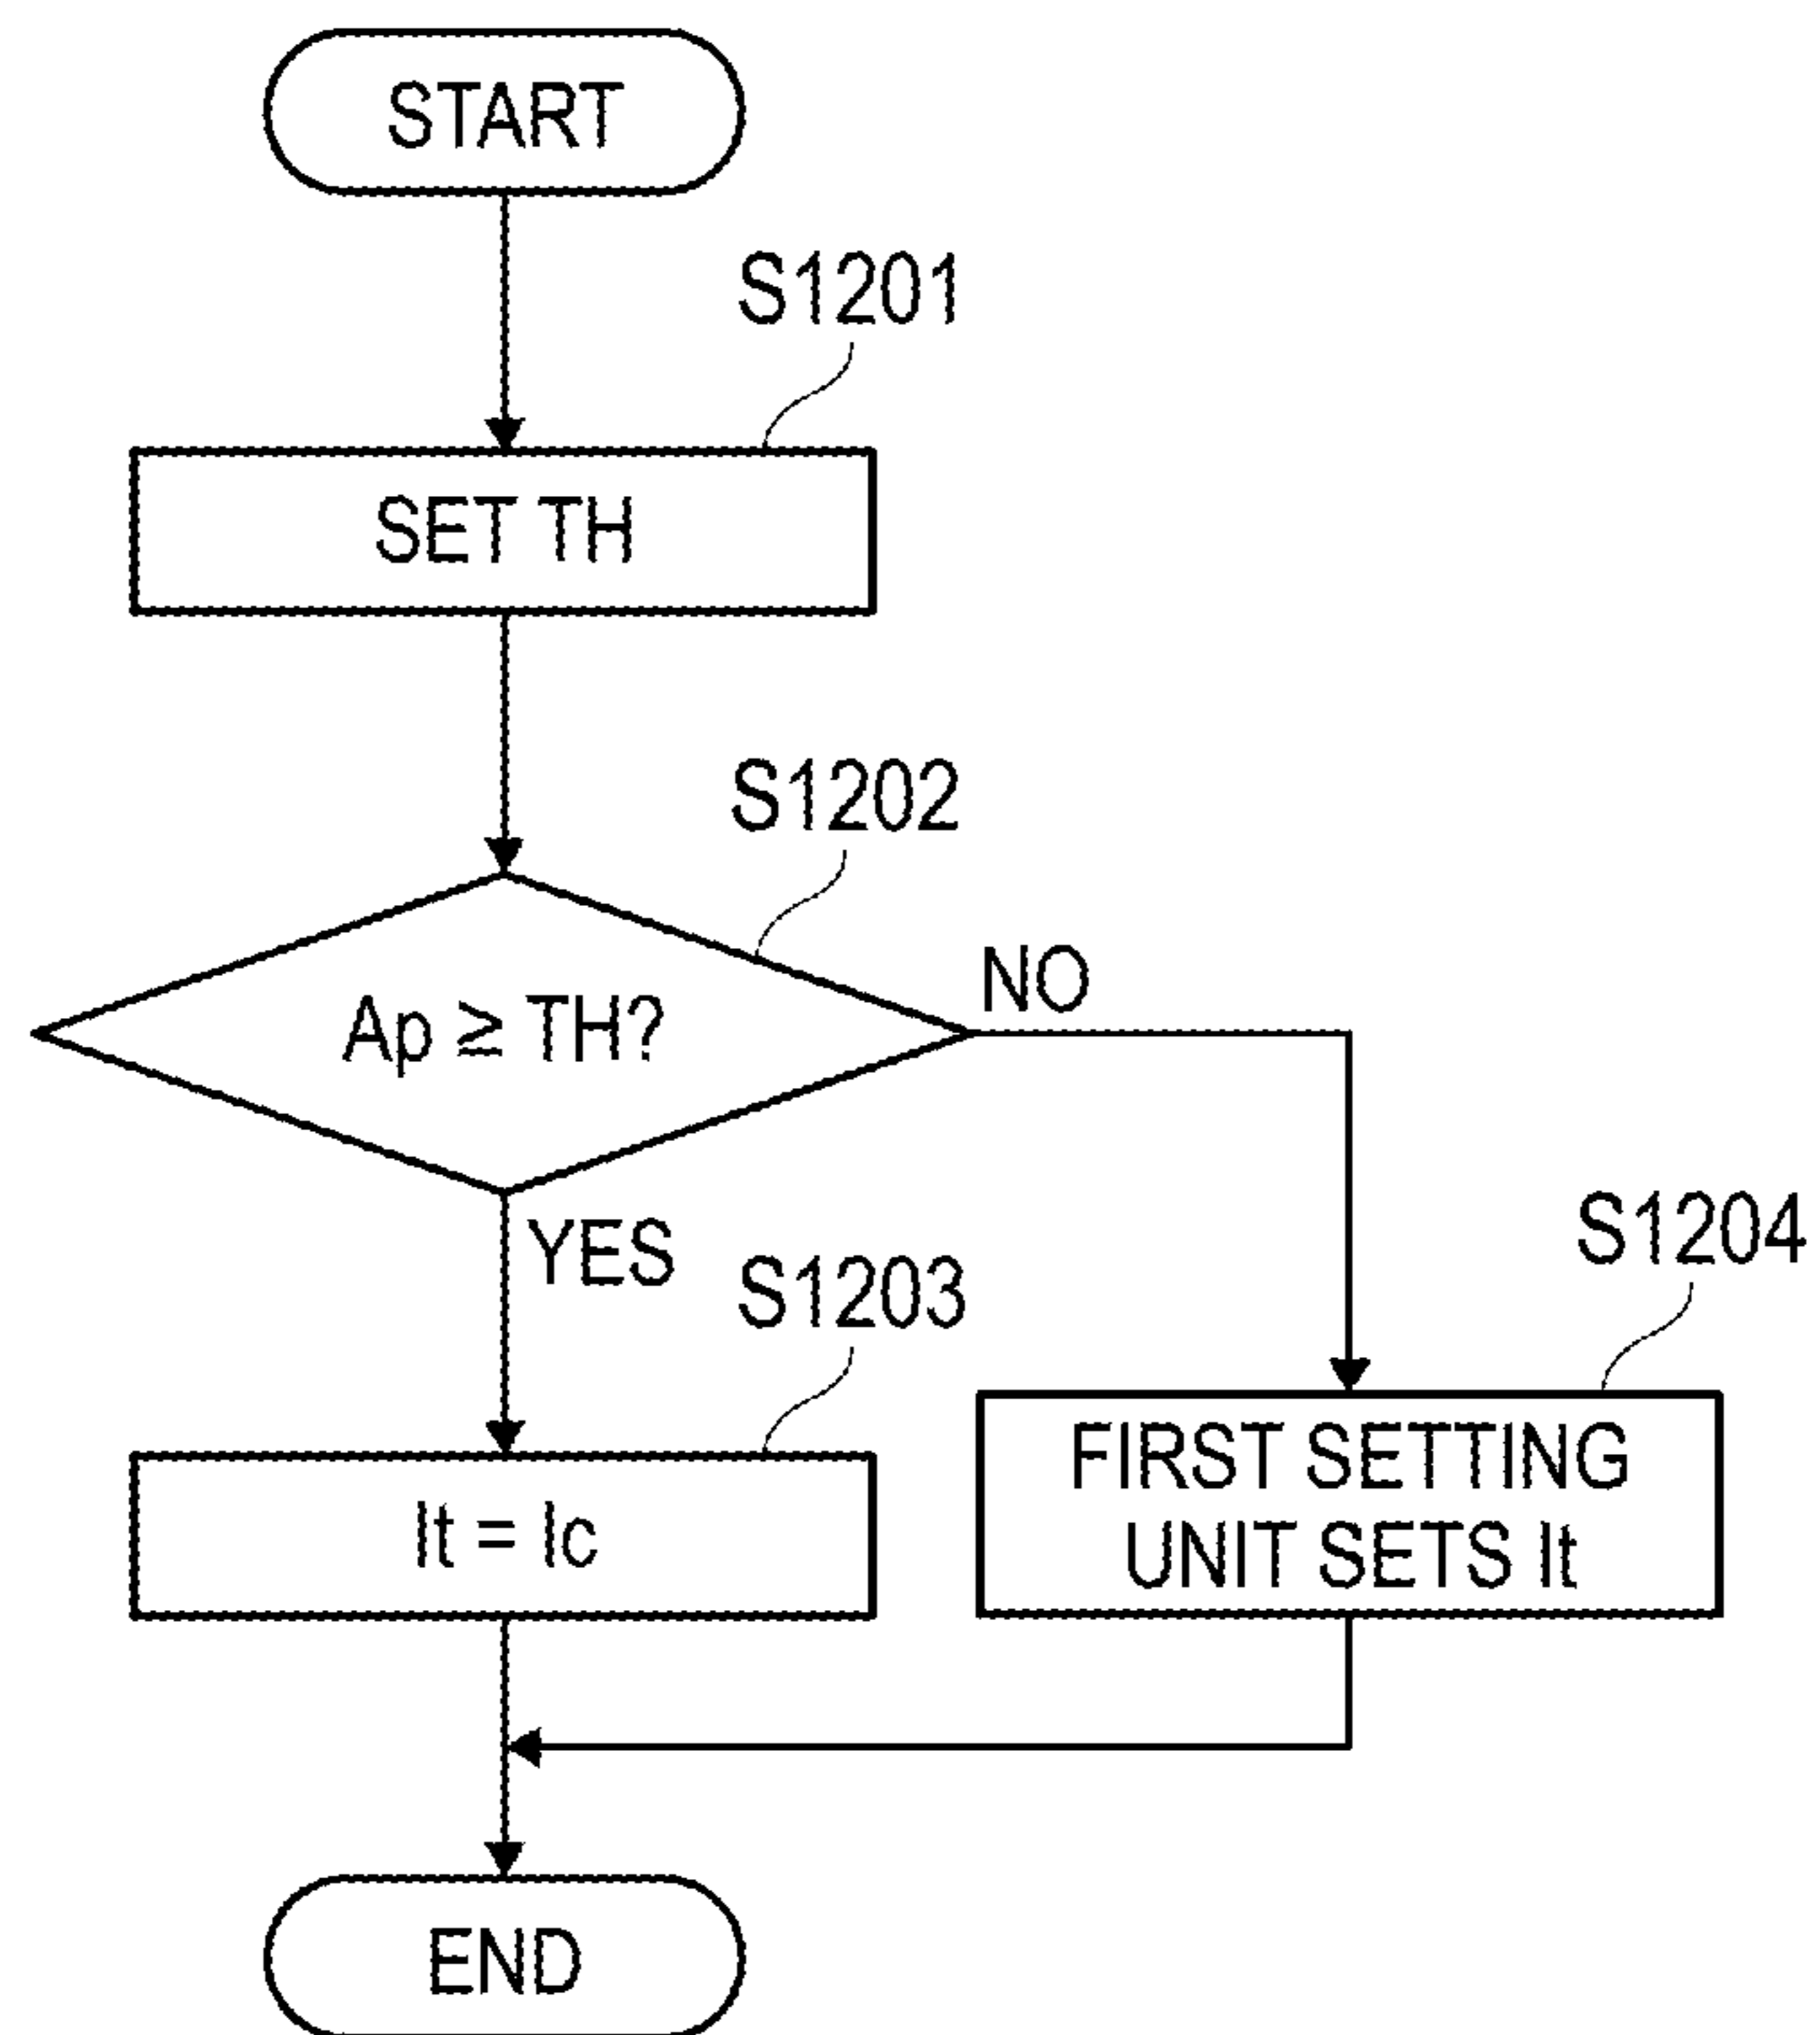 START
S1201
SET TH
S1202
Ap ≥ TH?
NO
YES
S1203
It = Ic
S1204
FIRST SETTING
UNIT SETS It
END